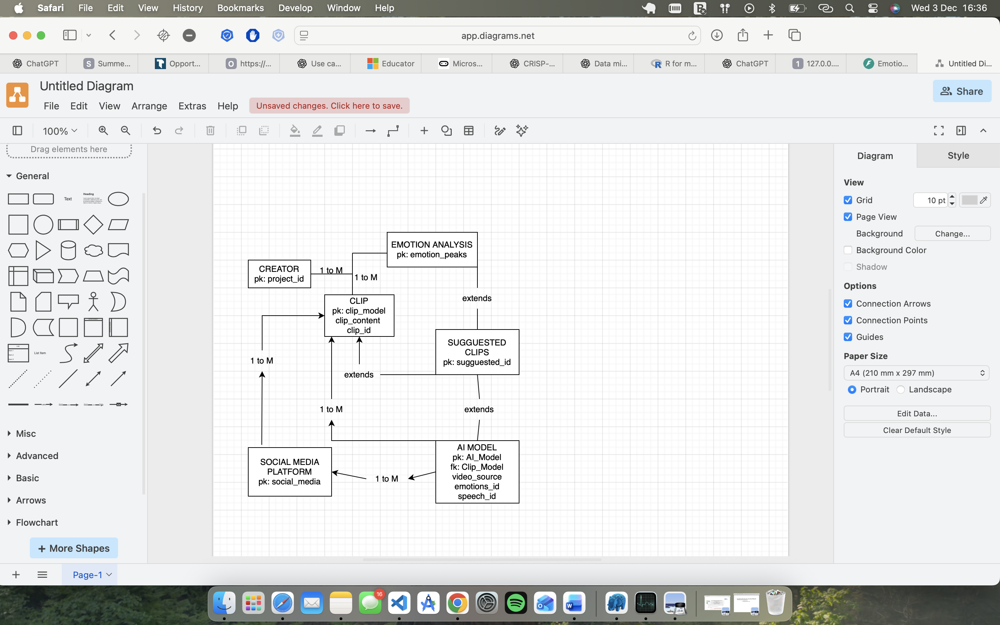 Safari File Edit View History Bookmarks Develop Window Help Wed 3 Dec 16:36
app.diagrams.net
ChatGPT
Summe...
Opport...
https://...
Use ca...
Educator
Micros...
CRISP-...
Data mi...
R for m...
ChatGPT
127.0.0....
Emotio...
Untitled Di...
Untitled Diagram
File Edit View Arrange Extras Help
Unsaved changes. Click here to save.
Share
100%
Drag elements here
General
Text
Heading
List Item
Misc
Advanced
Basic
Arrows
Flowchart
+ More Shapes
Page-1
EMOTION ANALYSIS
pk: emotion_peaks
CREATOR
pk: project_id
1 to M
1 to M
CLIP
pk: clip_model
clip_content
clip_id
extends
SUGGUESTED
CLIPS
pk: sugguested_id
1 to M
extends
1 to M
extends
SOCIAL MEDIA
PLATFORM
pk: social_media
1 to M
AI MODEL
pk: AI_Model
fk: Clip_Model
video_source
emotions_id
speech_id
Diagram
Style
View
Grid
10 pt
Page View
Background
Change...
Background Color
Shadow
Options
Connection Arrows
Connection Points
Guides
Paper Size
A4 (210 mm x 297 mm)
Portrait
Landscape
Edit Data...
Clear Default Style
16